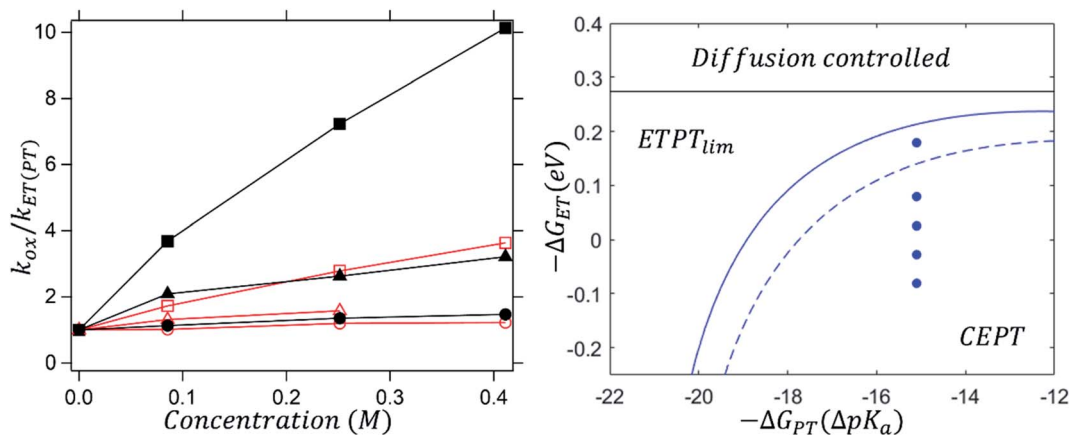 10
8
6
4
2
0
k_ox/k_ET(PT)
0.0 0.1 0.2 0.3 0.4
Concentration (M)
0.4
0.3
0.2
0.1
0
-0.1
-0.2
−ΔG_ET(eV)
Diffusion controlled
ETPT_lim
CEPT
-22 -20 -18 -16 -14 -12
−ΔG_PT(ΔpK_a)